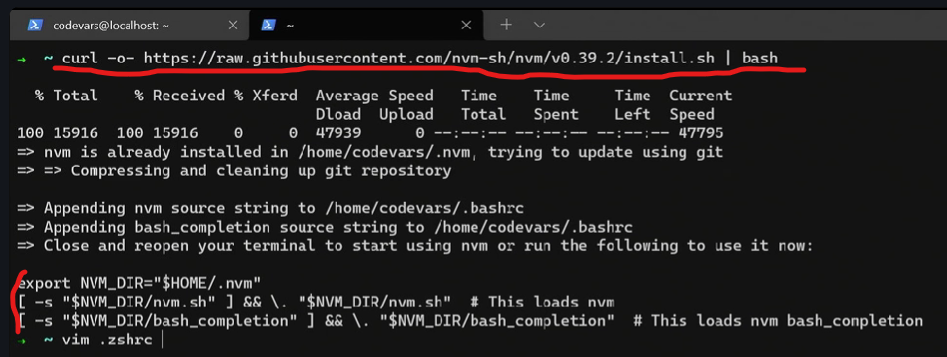 codevars@localhost: ~
~
→ ~ curl -o- https://raw.githubusercontent.com/nvm-sh/nvm/v0.39.2/install.sh | bash
% Total % Received % Xferd Average Speed Time Time Time Current
Dload Upload Total Spent Left Speed
100 15916 100 15916 0 0 47939 0 --:--:-- --:--:-- --:--:-- 47795
=> nvm is already installed in /home/codevars/.nvm, trying to update using git
=> => Compressing and cleaning up git repository
=> Appending nvm source string to /home/codevars/.bashrc
=> Appending bash_completion source string to /home/codevars/.bashrc
=> Close and reopen your terminal to start using nvm or run the following to use it now:
export NVM_DIR="$HOME/.nvm"
[ -s "$NVM_DIR/nvm.sh" ] && \. "$NVM_DIR/nvm.sh" # This loads nvm
[ -s "$NVM_DIR/bash_completion" ] && \. "$NVM_DIR/bash_completion" # This loads nvm bash_completion
→ ~ vim .zshrc